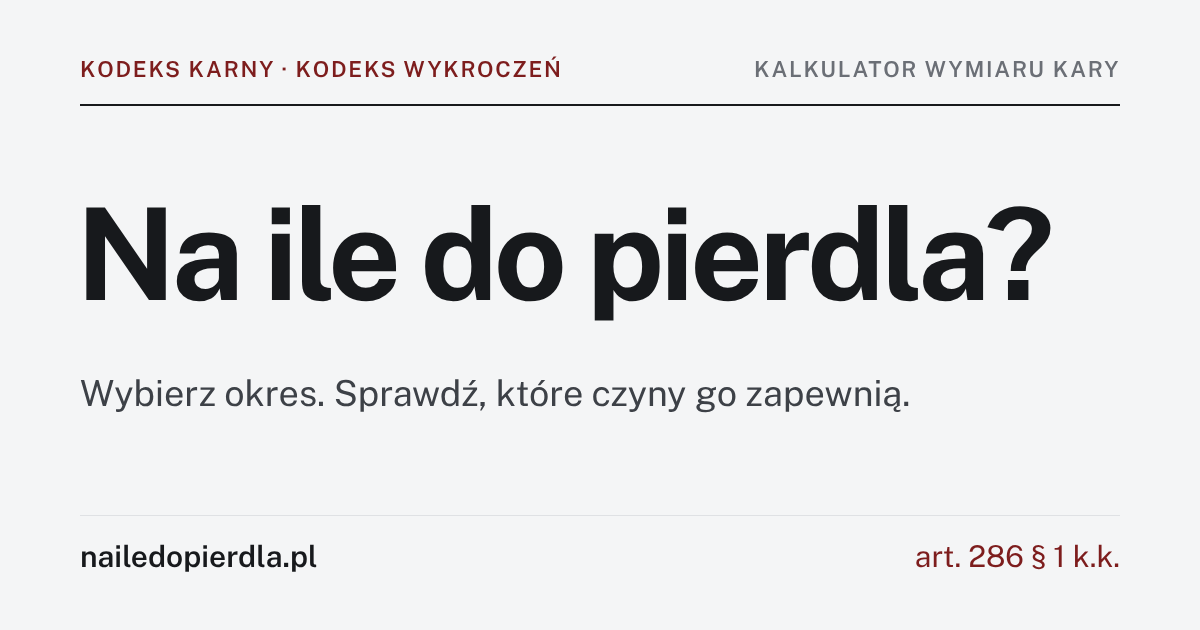 KODEKS KARNY · KODEKS WYKROCZEŃ
KALKULATOR WYMIARU KARY
Na ile do pierdla?
Wybierz okres. Sprawdź, które czyny go zapewnią.
nailedopierdla.pl
art. 286 § 1 k.k.